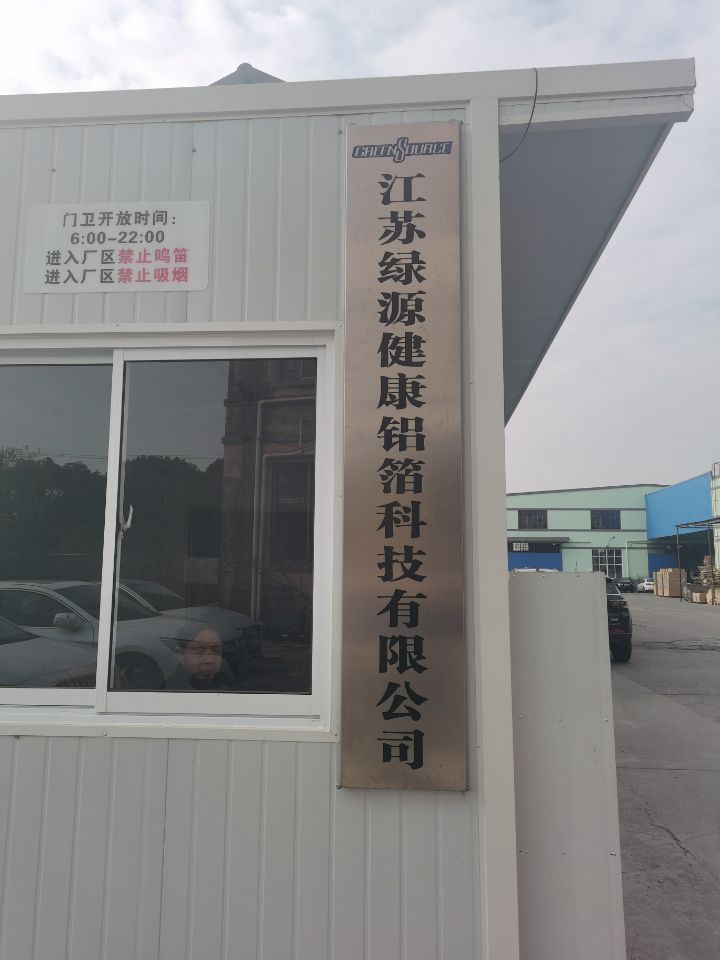 门卫开放时间：
6:00-22:00
进入厂区禁止鸣笛
进入厂区禁止吸烟
GREENSOURCE
江苏绿源健康铝箔科技有限公司